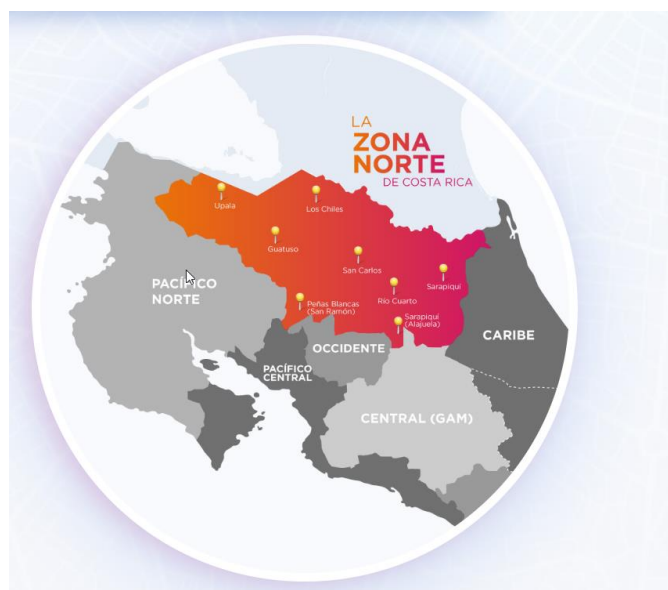 LA
ZONA
NORTE
DE COSTA RICA
Upala
Los Chiles
Guatuso
San Carlos
Sarapiquí
Río Cuarto
Peñas Blancas
(San Ramón)
Sarapiquí
(Alajuela)
PACÍFICO
NORTE
OCCIDENTE
CARIBE
PACÍFICO
CENTRAL
CENTRAL (GAM)